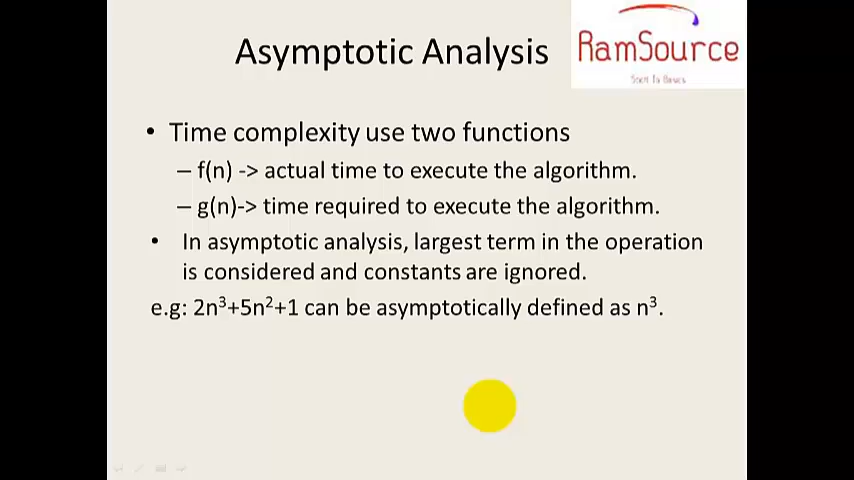 Asymptotic Analysis
RamSource
• Time complexity use two functions
– f(n) -> actual time to execute the algorithm.
– g(n)-> time required to execute the algorithm.
• In asymptotic analysis, largest term in the operation
is considered and constants are ignored.
e.g: 2n³+5n²+1 can be asymptotically defined as n³.